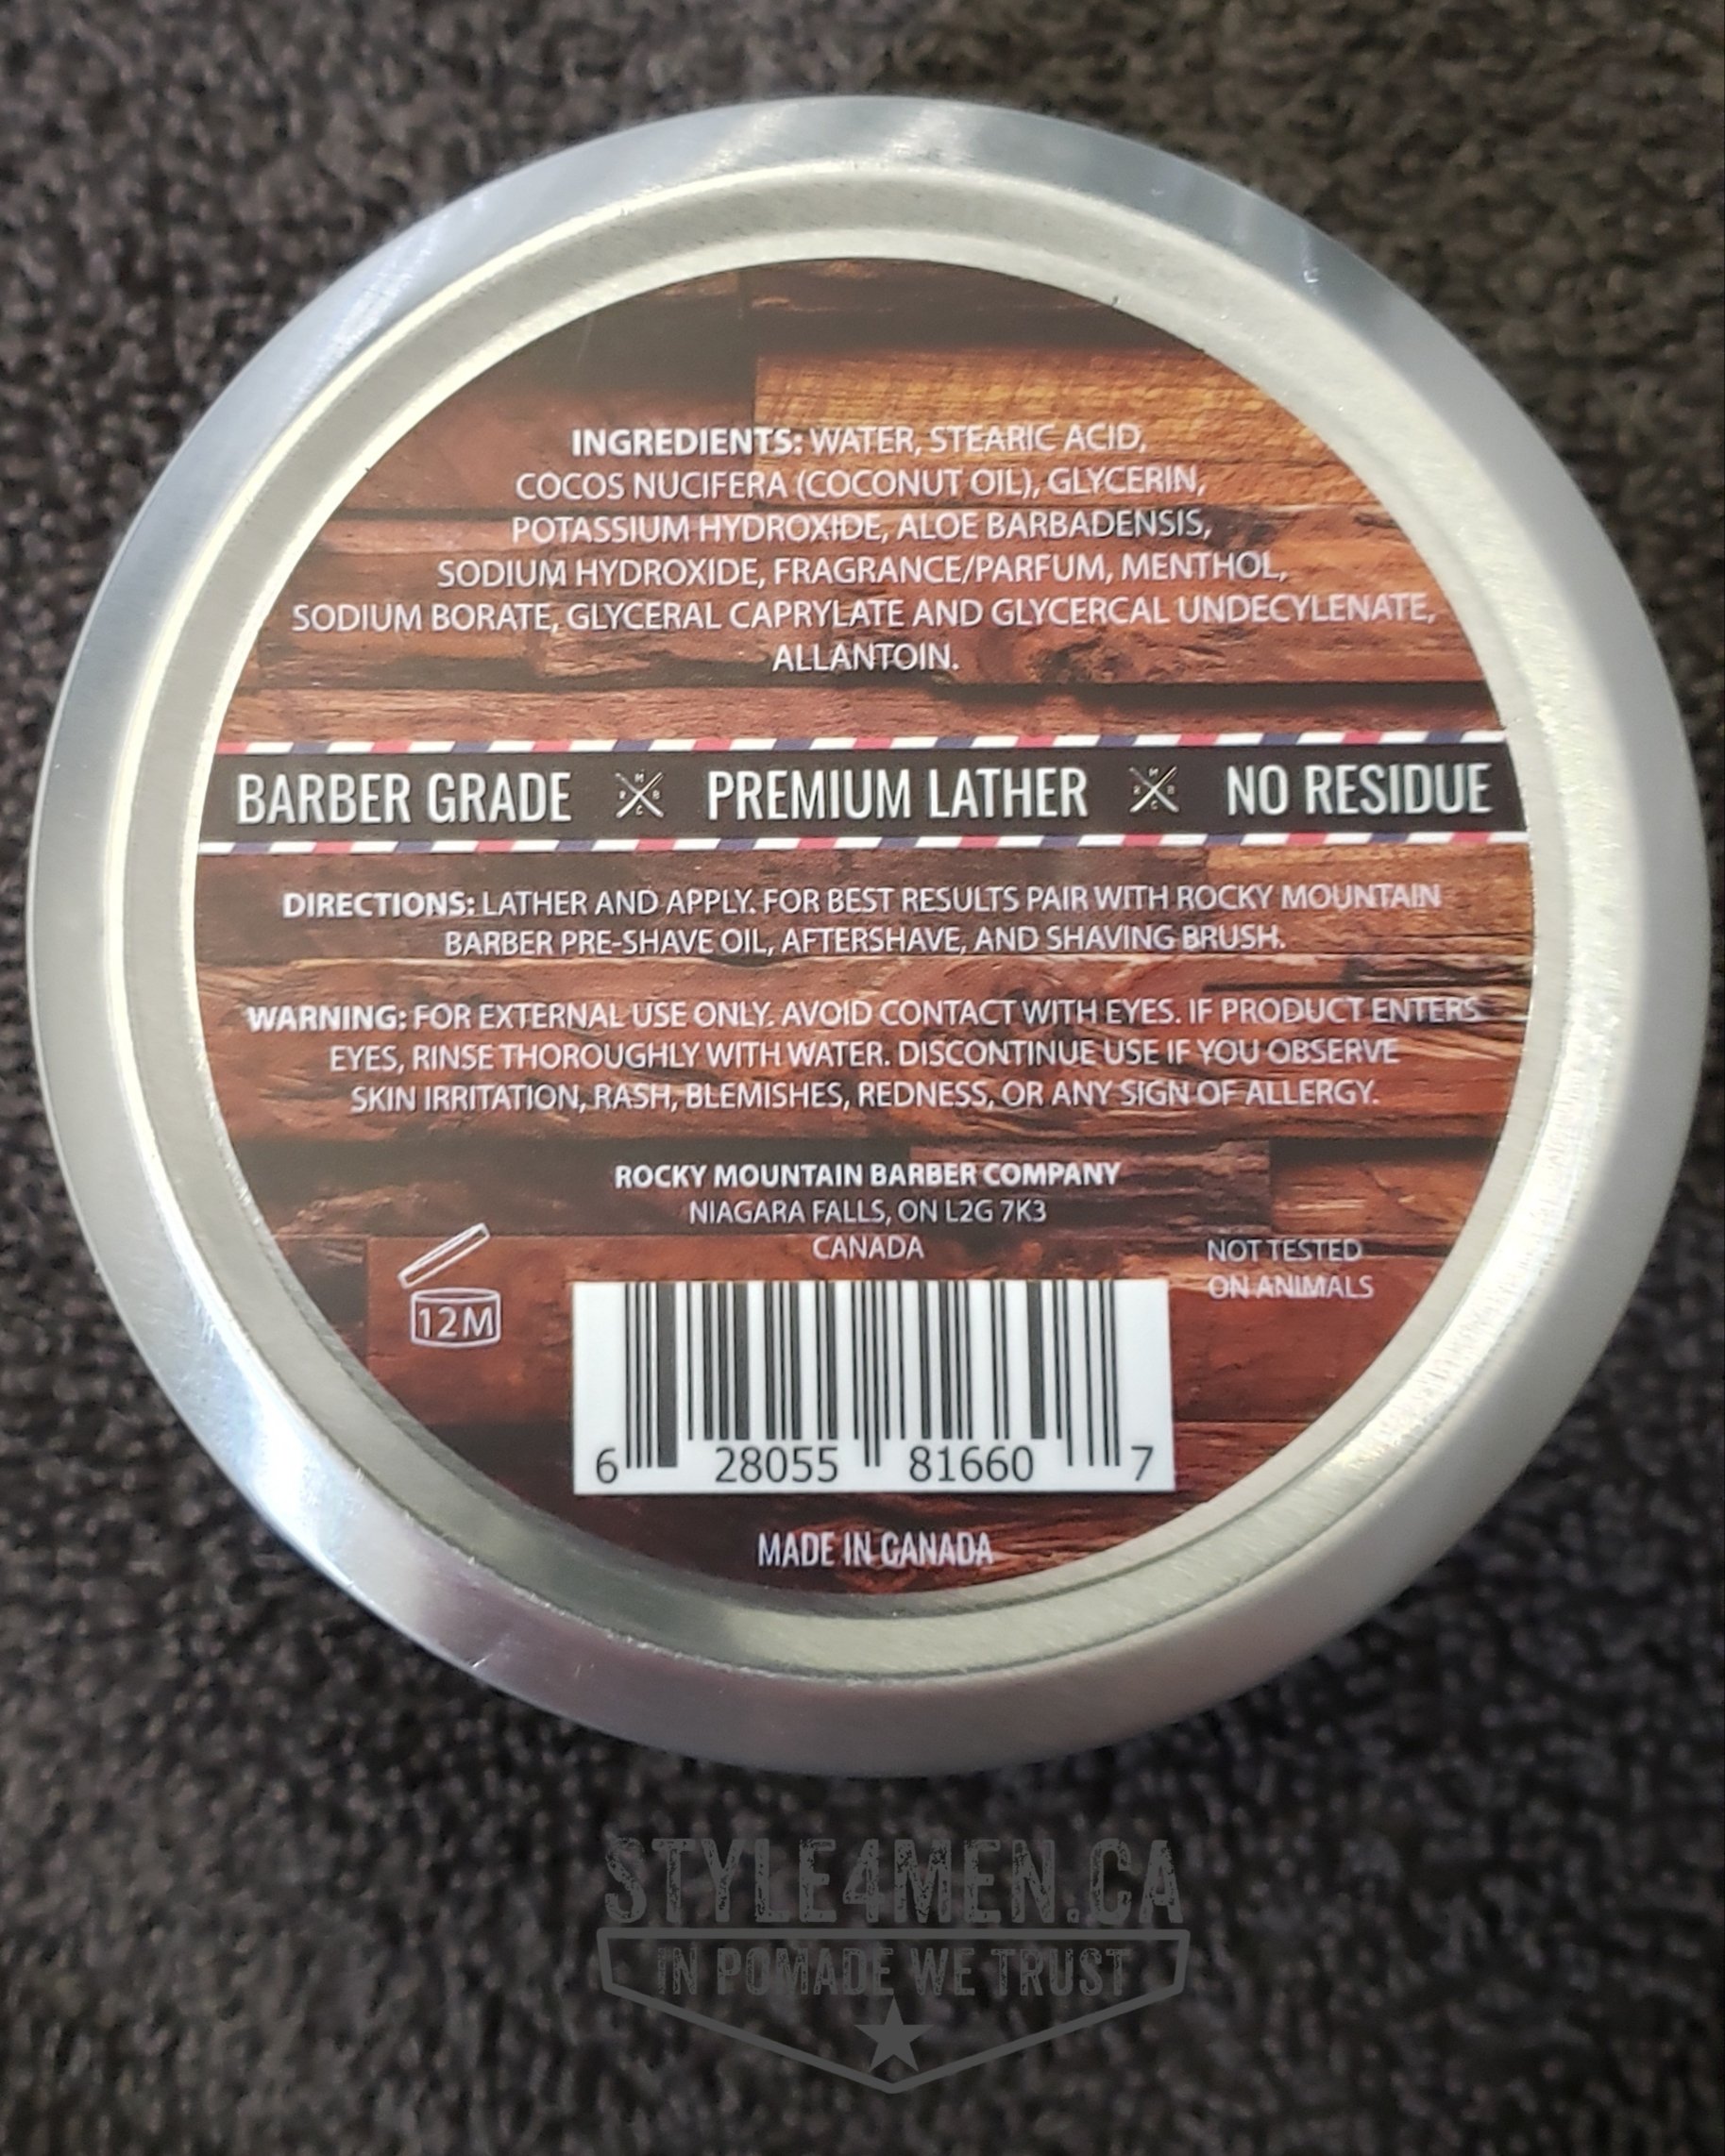 INGREDIENTS: WATER, STEARIC ACID,
COCOS NUCIFERA (COCONUT OIL), GLYCERIN,
POTASSIUM HYDROXIDE, ALOE BARBADENSIS,
SODIUM HYDROXIDE, FRAGRANCE/PARFUM, MENTHOL,
SODIUM BORATE, GLYCERAL CAPRYLATE AND GLYCERCAL UNDECYLENATE,
ALLANTOIN.
BARBER GRADE PREMIUM LATHER NO RESIDUE
DIRECTIONS: LATHER AND APPLY. FOR BEST RESULTS PAIR WITH ROCKY MOUNTAIN
BARBER PRE-SHAVE OIL, AFTERSHAVE, AND SHAVING BRUSH.
WARNING: FOR EXTERNAL USE ONLY. AVOID CONTACT WITH EYES. IF PRODUCT ENTERS
EYES, RINSE THOROUGHLY WITH WATER. DISCONTINUE USE IF YOU OBSERVE
SKIN IRRITATION, RASH, BLEMISHES, REDNESS, OR ANY SIGN OF ALLERGY.
ROCKY MOUNTAIN BARBER COMPANY
NIAGARA FALLS, ON L2G 7K3
CANADA
NOT TESTED
ON ANIMALS
12M
6 28055 81660 7
MADE IN CANADA
STYLE4MEN.CA
IN POMADE WE TRUST